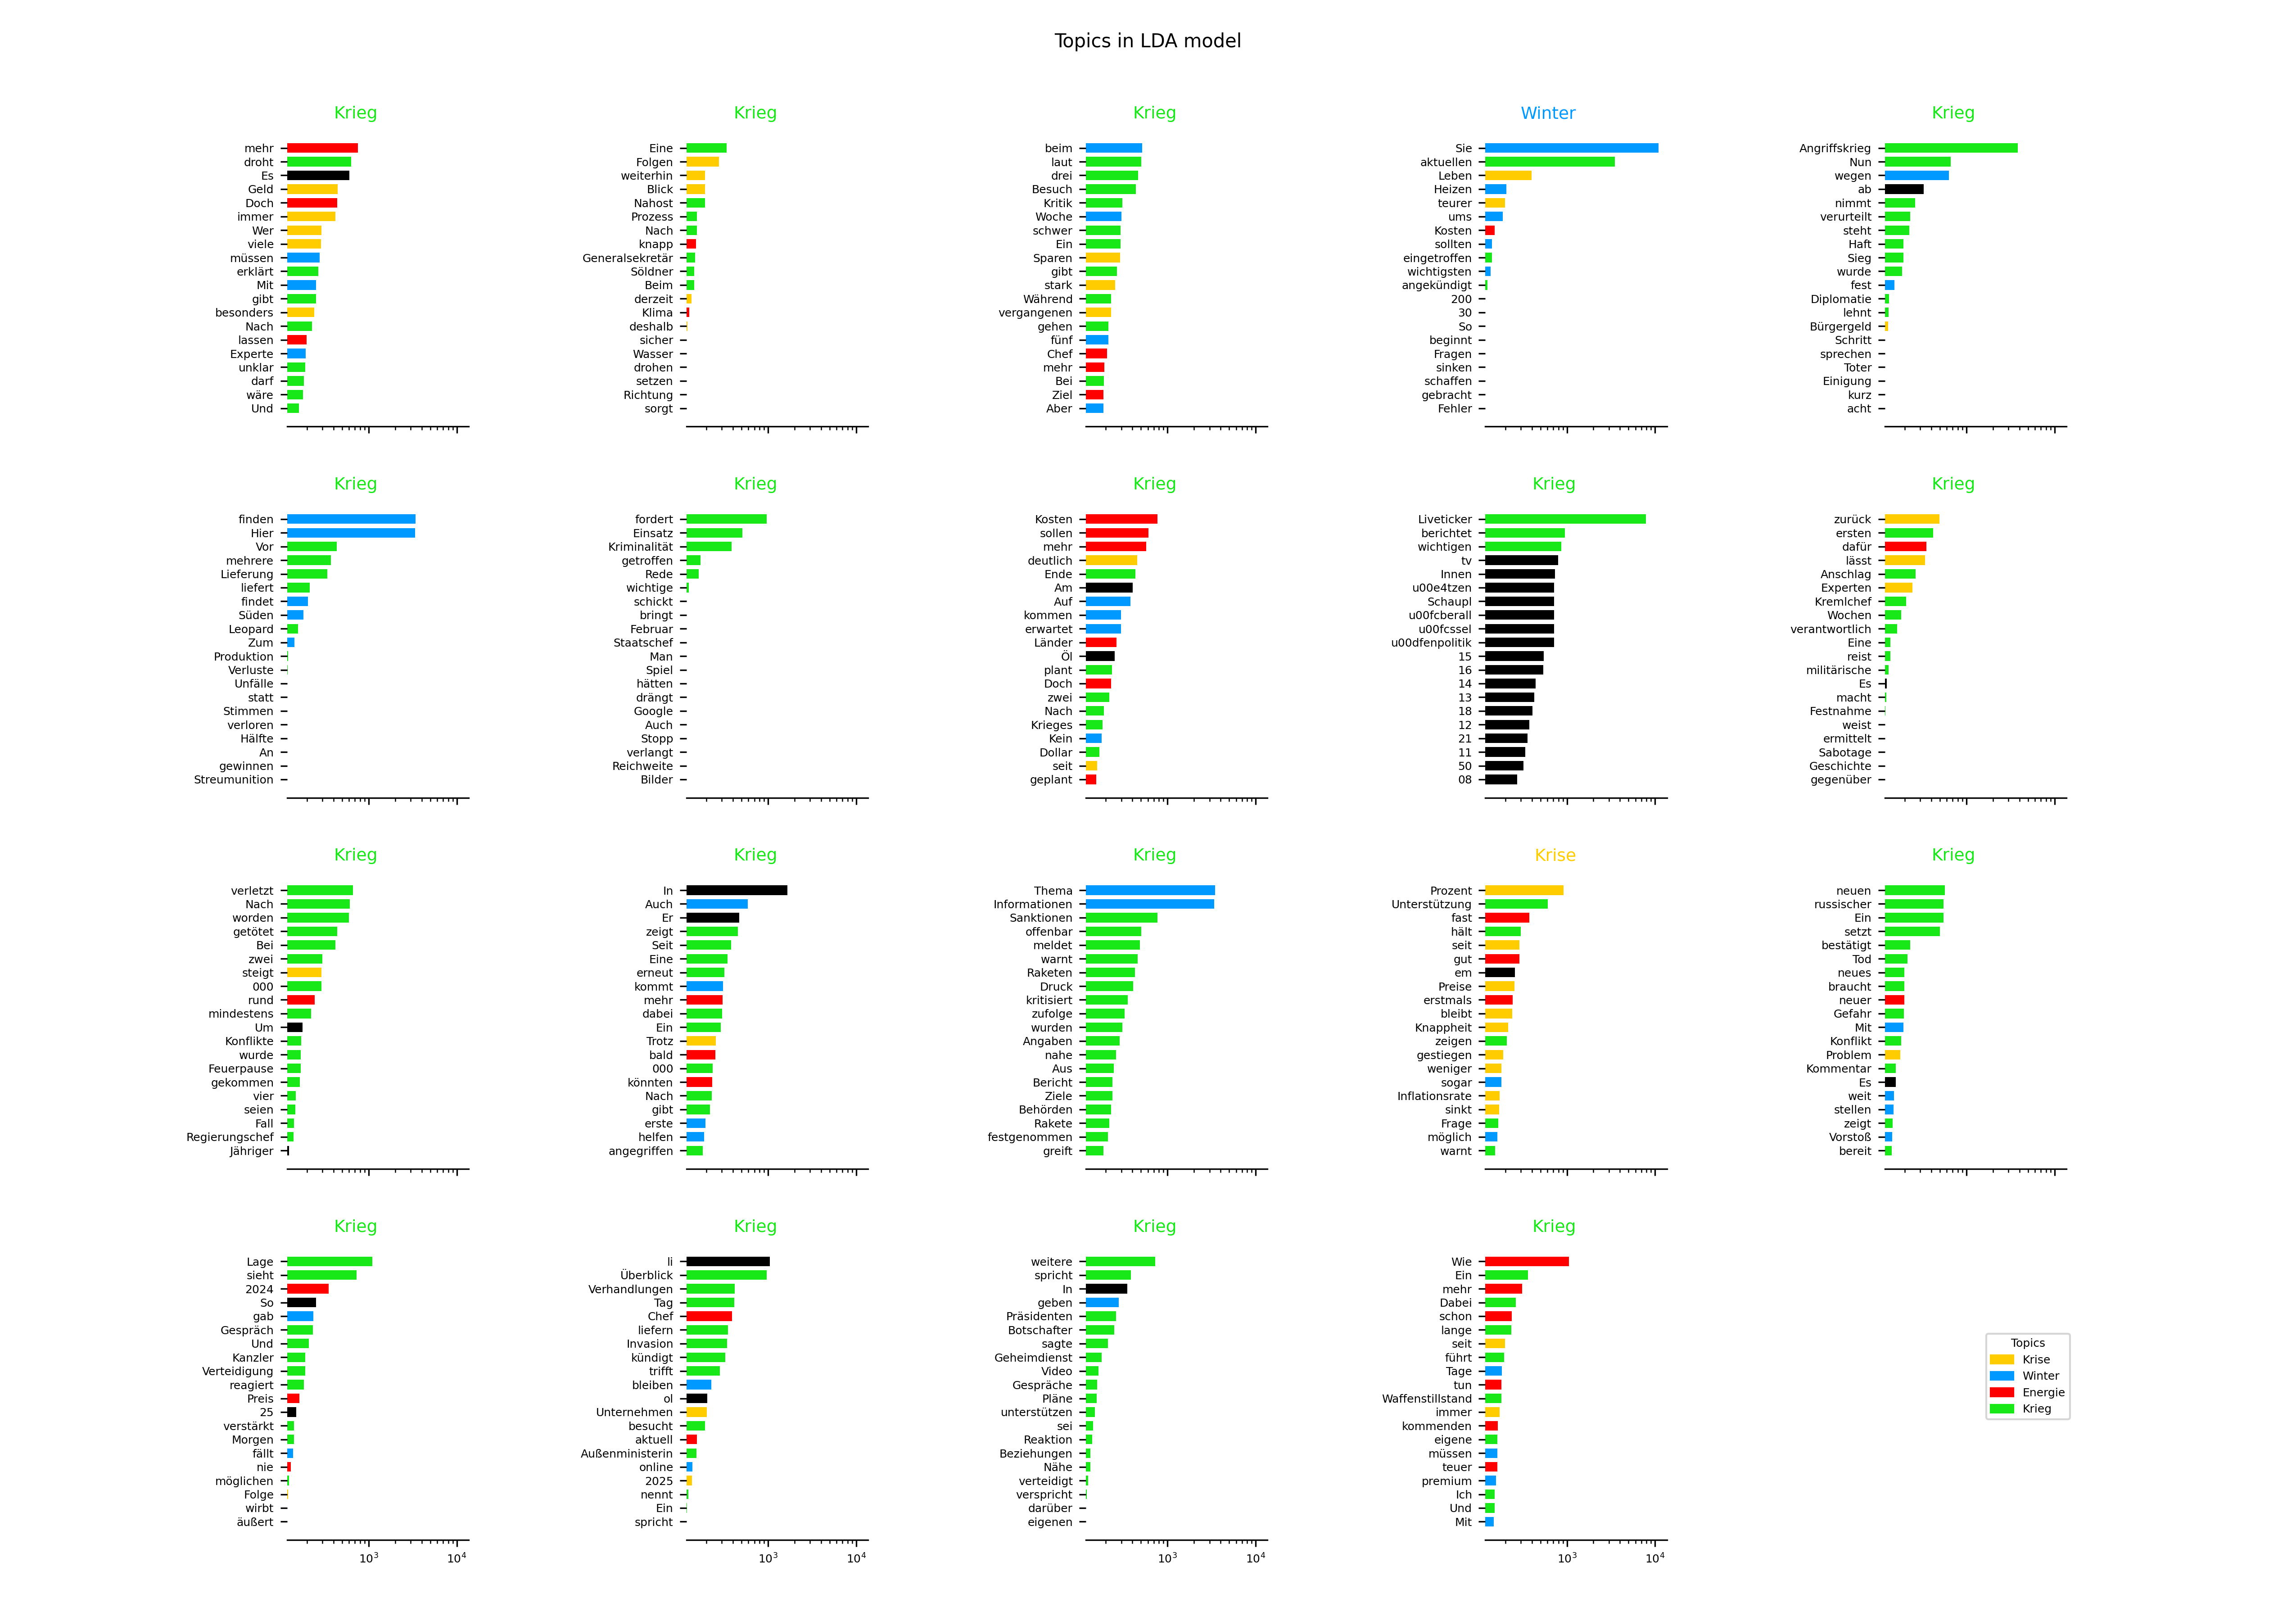 Topics in LDA model
Krieg
mehr
droht
Es
Geld
Doch
immer
Wer
viele
müssen
erklärt
Mit
gibt
besonders
Nach
lassen
Experte
unklar
darf
wäre
Und
Krieg
Eine
Folgen
weiterhin
Blick
Nahost
Prozess
Nach
knapp
Generalsekretär
Söldner
Beim
derzeit
Klima
deshalb
sicher
Wasser
drohen
setzen
Richtung
sorgt
Krieg
beim
laut
drei
Besuch
Kritik
Woche
schwer
Ein
Sparen
gibt
stark
Während
vergangenen
gehen
fünf
Chef
mehr
Bei
Ziel
Aber
Winter
Sie
aktuellen
Leben
Heizen
teurer
ums
Kosten
sollten
eingetroffen
wichtigsten
angekündigt
200
30
So
beginnt
Fragen
sinken
schaffen
gebracht
Fehler
Krieg
Angriffskrieg
Nun
wegen
ab
nimmt
verurteilt
steht
Haft
Sieg
wurde
fest
Diplomatie
lehnt
Bürgergeld
Schritt
sprechen
Toter
Einigung
kurz
acht
Krieg
finden
Hier
Vor
mehrere
Lieferung
liefert
findet
Süden
Leopard
Zum
Produktion
Verluste
Unfälle
statt
Stimmen
verloren
Hälfte
An
gewinnen
Streumunition
Krieg
fordert
Einsatz
Kriminalität
getroffen
Rede
wichtige
schickt
bringt
Februar
Staatschef
Man
Spiel
hätten
drängt
Google
Auch
Stopp
verlangt
Reichweite
Bilder
Krieg
Kosten
sollen
mehr
deutlich
Ende
Am
Auf
kommen
erwartet
Länder
Öl
plant
Doch
zwei
Nach
Krieges
Kein
Dollar
seit
geplant
Krieg
Liveticker
berichtet
wichtigen
tv
Innen
u00e4tzen
Schaupl
u00fcberall
u00fcssel
u00dfenpolitik
15
16
14
13
18
12
21
11
50
08
Krieg
zurück
ersten
dafür
lässt
Anschlag
Experten
Kremlchef
Wochen
verantwortlich
Eine
reist
militärische
Es
macht
Festnahme
weist
ermittelt
Sabotage
Geschichte
gegenüber
Krieg
verletzt
Nach
worden
getötet
Bei
zwei
steigt
000
rund
mindestens
Um
Konflikte
wurde
Feuerpause
gekommen
vier
seien
Fall
Regierungschef
Jähriger
Krieg
In
Auch
Er
zeigt
Seit
Eine
erneut
kommt
mehr
dabei
Ein
Trotz
bald
000
könnten
Nach
gibt
erste
helfen
angegriffen
Krieg
Thema
Informationen
Sanktionen
offenbar
meldet
warnt
Raketen
Druck
kritisiert
zufolge
wurden
Angaben
nahe
Aus
Bericht
Ziele
Behörden
Rakete
festgenommen
greift
Krise
Prozent
Unterstützung
fast
hält
seit
gut
em
Preise
erstmals
bleibt
Knappheit
zeigen
gestiegen
weniger
sogar
Inflationsrate
sinkt
Frage
möglich
warnt
Krieg
neuen
russischer
Ein
setzt
bestätigt
Tod
neues
braucht
neuer
Gefahr
Mit
Konflikt
Problem
Kommentar
Es
weit
stellen
zeigt
Vorstoß
bereit
Krieg
Lage
sieht
2024
So
gab
Gespräch
Und
Kanzler
Verteidigung
reagiert
Preis
25
verstärkt
Morgen
fällt
nie
möglichen
Folge
wirbt
äußert
10³ 10⁴
Krieg
li
Überblick
Verhandlungen
Tag
Chef
liefern
Invasion
kündigt
trifft
bleiben
ol
Unternehmen
besucht
aktuell
Außenministerin
online
2025
nennt
Ein
spricht
10³ 10⁴
Krieg
weitere
spricht
In
geben
Präsidenten
Botschafter
sagte
Geheimdienst
Video
Gespräche
Pläne
unterstützen
sei
Reaktion
Beziehungen
Nähe
verteidigt
verspricht
darüber
eigenen
10³ 10⁴
Krieg
Wie
Ein
mehr
Dabei
schon
lange
seit
führt
Tage
tun
Waffenstillstand
immer
kommenden
eigene
müssen
teuer
premium
Ich
Und
Mit
10³ 10⁴
Topics
Krise
Winter
Energie
Krieg